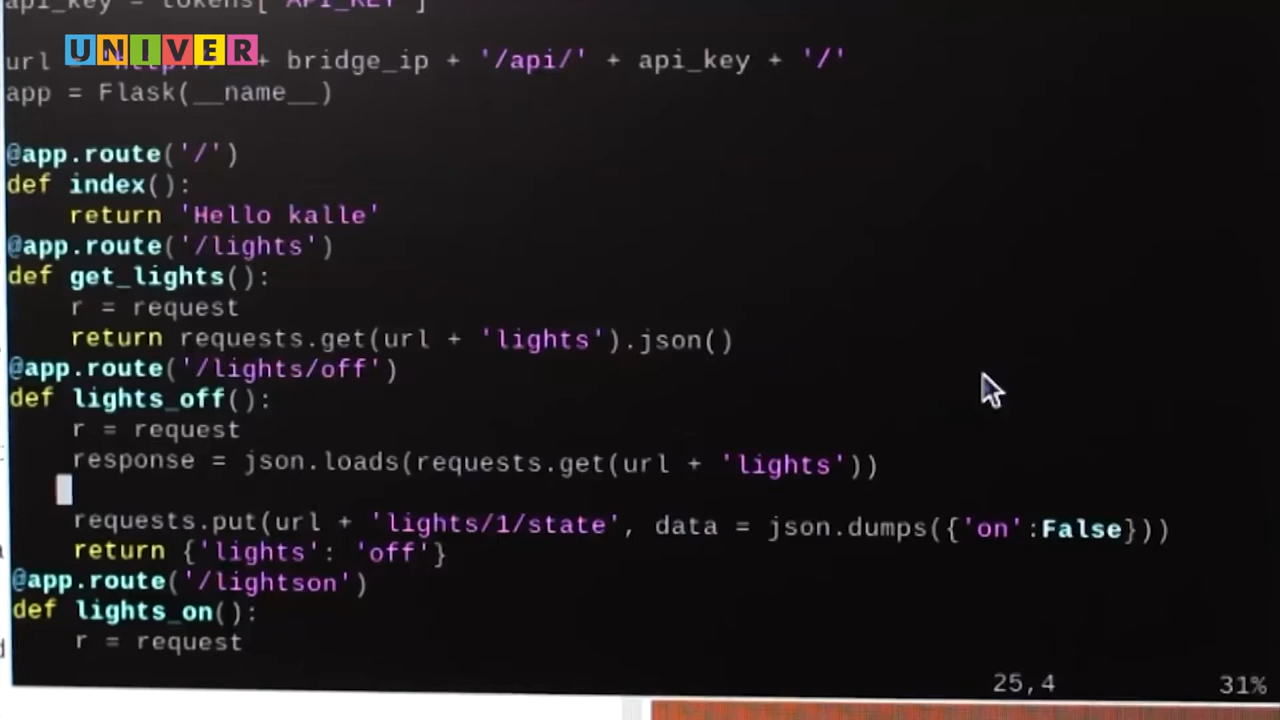 api_key = tokens['API_KEY']
UNIVER
url = 'http://' + bridge_ip + '/api/' + api_key + '/'
app = Flask(__name__)
@app.route('/')
def index():
    return 'Hello kalle'
@app.route('/lights')
def get_lights():
    r = request
    return requests.get(url + 'lights').json()
@app.route('/lights/off')
def lights_off():
    r = request
    response = json.loads(requests.get(url + 'lights'))
    requests.put(url + 'lights/1/state', data = json.dumps({'on':False}))
    return {'lights': 'off'}
@app.route('/lightson')
def lights_on():
    r = request
25,4
31%